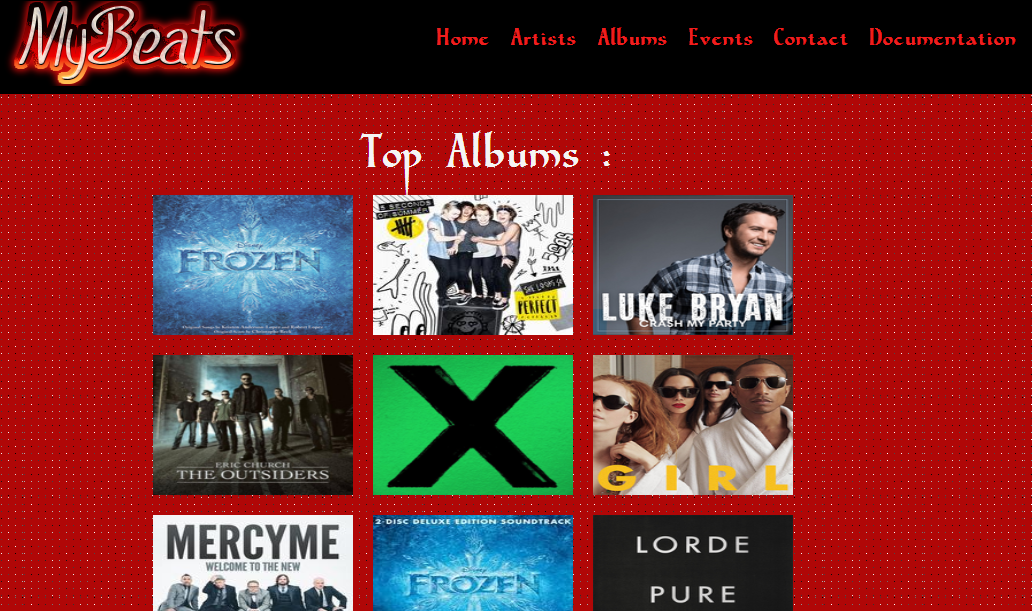 MyBeats
Home Artists Albums Events Contact Documentation
Top Albums :
Disney
FROZEN
5 SECONDS
OF SUMMER
SHE LOOKS SO
PERFECT
LUKE BRYAN
CRASH MY PARTY
ERIC CHURCH
THE OUTSIDERS
X
GIRL
MERCYME
WELCOME TO THE NEW
2-DISC DELUXE EDITION SOUNDTRACK
Disney
FROZEN
LORDE
PURE